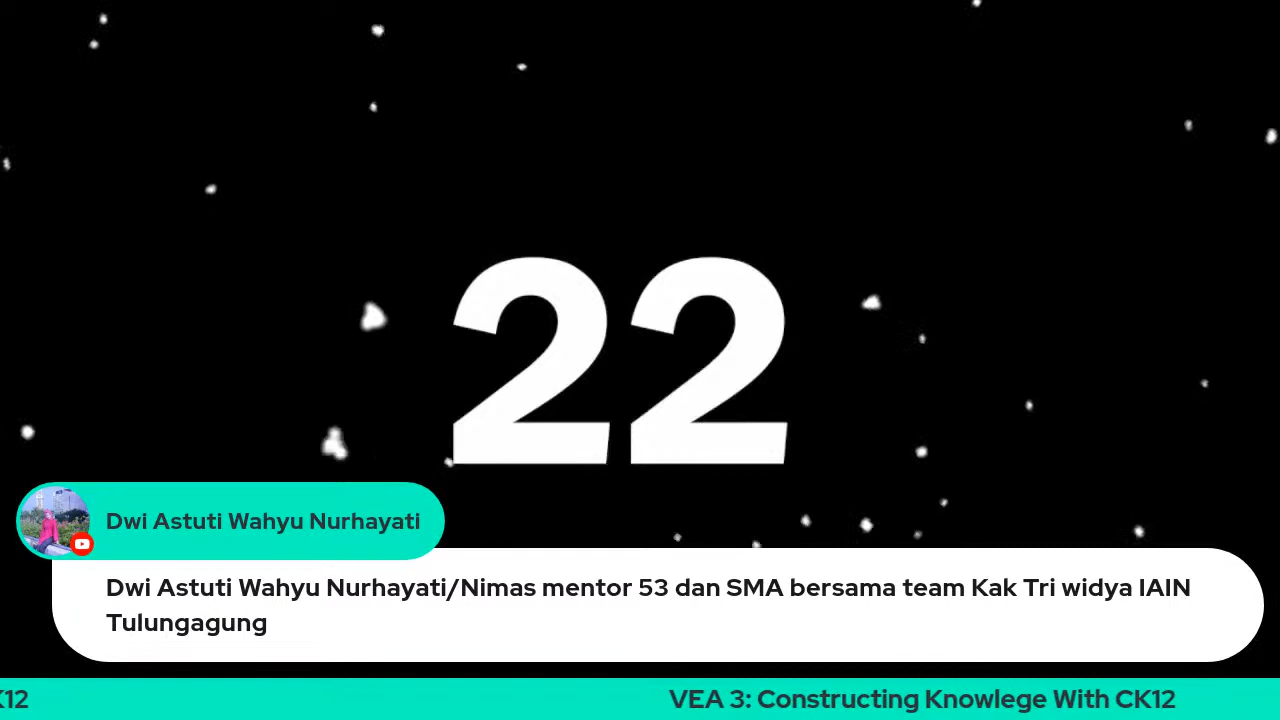 22
Dwi Astuti Wahyu Nurhayati
Dwi Astuti Wahyu Nurhayati/Nimas mentor 53 dan SMA bersama team Kak Tri widya IAIN
Tulungagung
K12 VEA 3: Constructing Knowlege With CK12